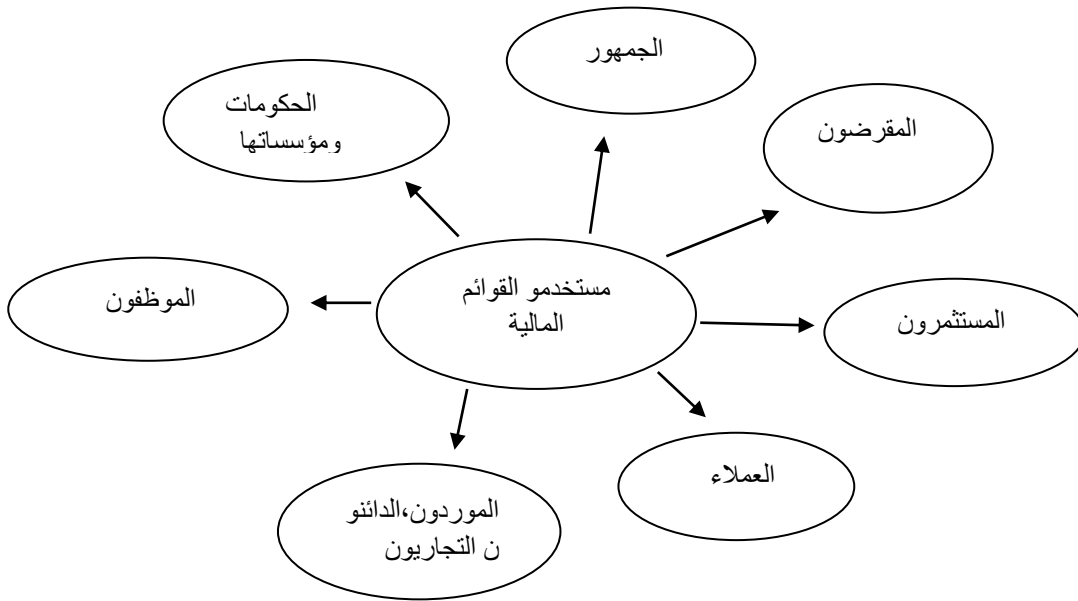 الجمهور
الحكومات
ومؤسساتها
المقرضون
مستخدمو القوائم
المالية
الموظفون
المستثمرون
العملاء
الموردون،الدائنو
ن التجاريون